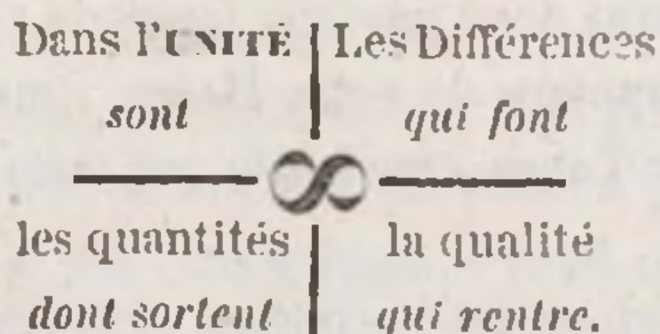 Dans l'UNITÉ
sont
les quantités
dont sortent
Les Différences
qui font
la qualité
qui rentre.